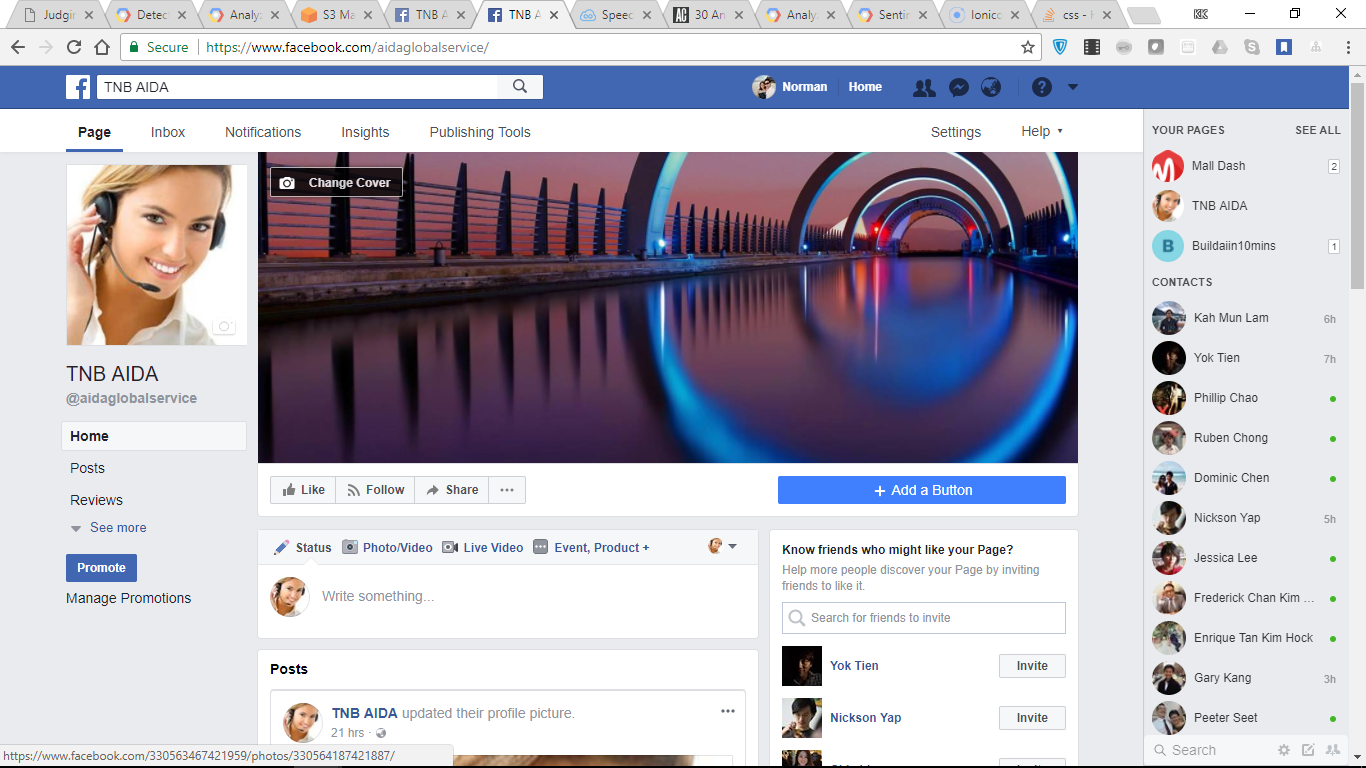 Judgin
Detect
Analyz
S3 Ma
TNB A
TNB A
Speec
30 An
Analyz
Sentin
Ionico
css - H
Secure
https://www.facebook.com/aidaglobalservice/
TNB AIDA
Norman
Home
Page
Inbox
Notifications
Insights
Publishing Tools
Settings
Help
Change Cover
TNB AIDA
@aidaglobalservice
Home
Posts
Reviews
See more
Promote
Manage Promotions
Like
Follow
Share
+ Add a Button
Status
Photo/Video
Live Video
Event, Product +
Write something...
Posts
TNB AIDA updated their profile picture.
21 hrs ·
Know friends who might like your Page?
Help more people discover your Page by inviting
friends to like it.
Search for friends to invite
Yok Tien
Invite
Nickson Yap
Invite
YOUR PAGES
SEE ALL
Mall Dash
2
TNB AIDA
B
Buildaiin10mins
1
CONTACTS
Kah Mun Lam
6h
Yok Tien
7h
Phillip Chao
Ruben Chong
Dominic Chen
Nickson Yap
5h
Jessica Lee
Frederick Chan Kim ...
Enrique Tan Kim Hock
Gary Kang
3h
Peeter Seet
Search
https://www.facebook.com/330563467421959/photos/330564187421887/